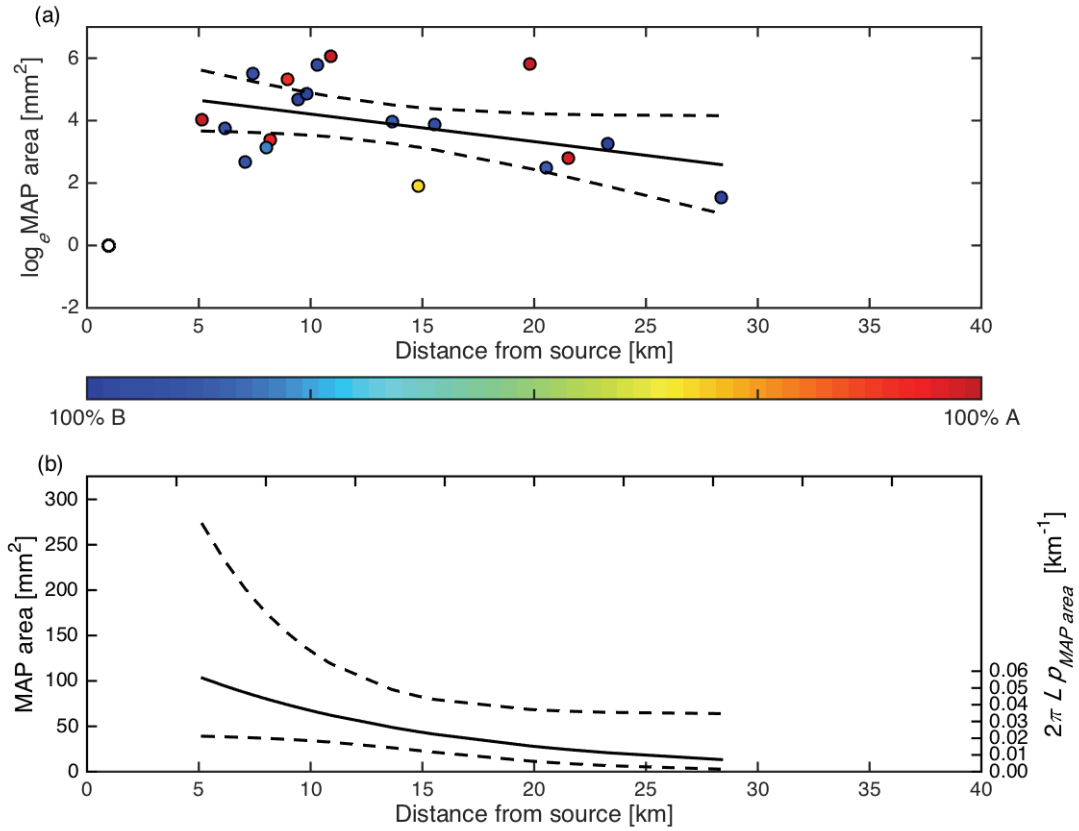 (a)
log_e MAP area [mm²]
6
4
2
0
-2
0 5 10 15 20 25 30 35 40
Distance from source [km]
100% B 100% A
(b)
MAP area [mm²]
300
250
200
150
100
50
0
0.06
0.05
0.04
0.03
0.02
0.01
0.00
2π L p_MAP area [km⁻¹]
0 5 10 15 20 25 30 35 40
Distance from source [km]